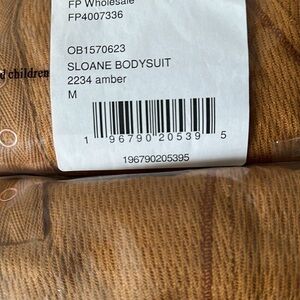 FP Wholesale
FP4007336
OB1570623
SLOANE BODYSUIT
2234 amber
M
d children
1 96790 20539 5
196790205395